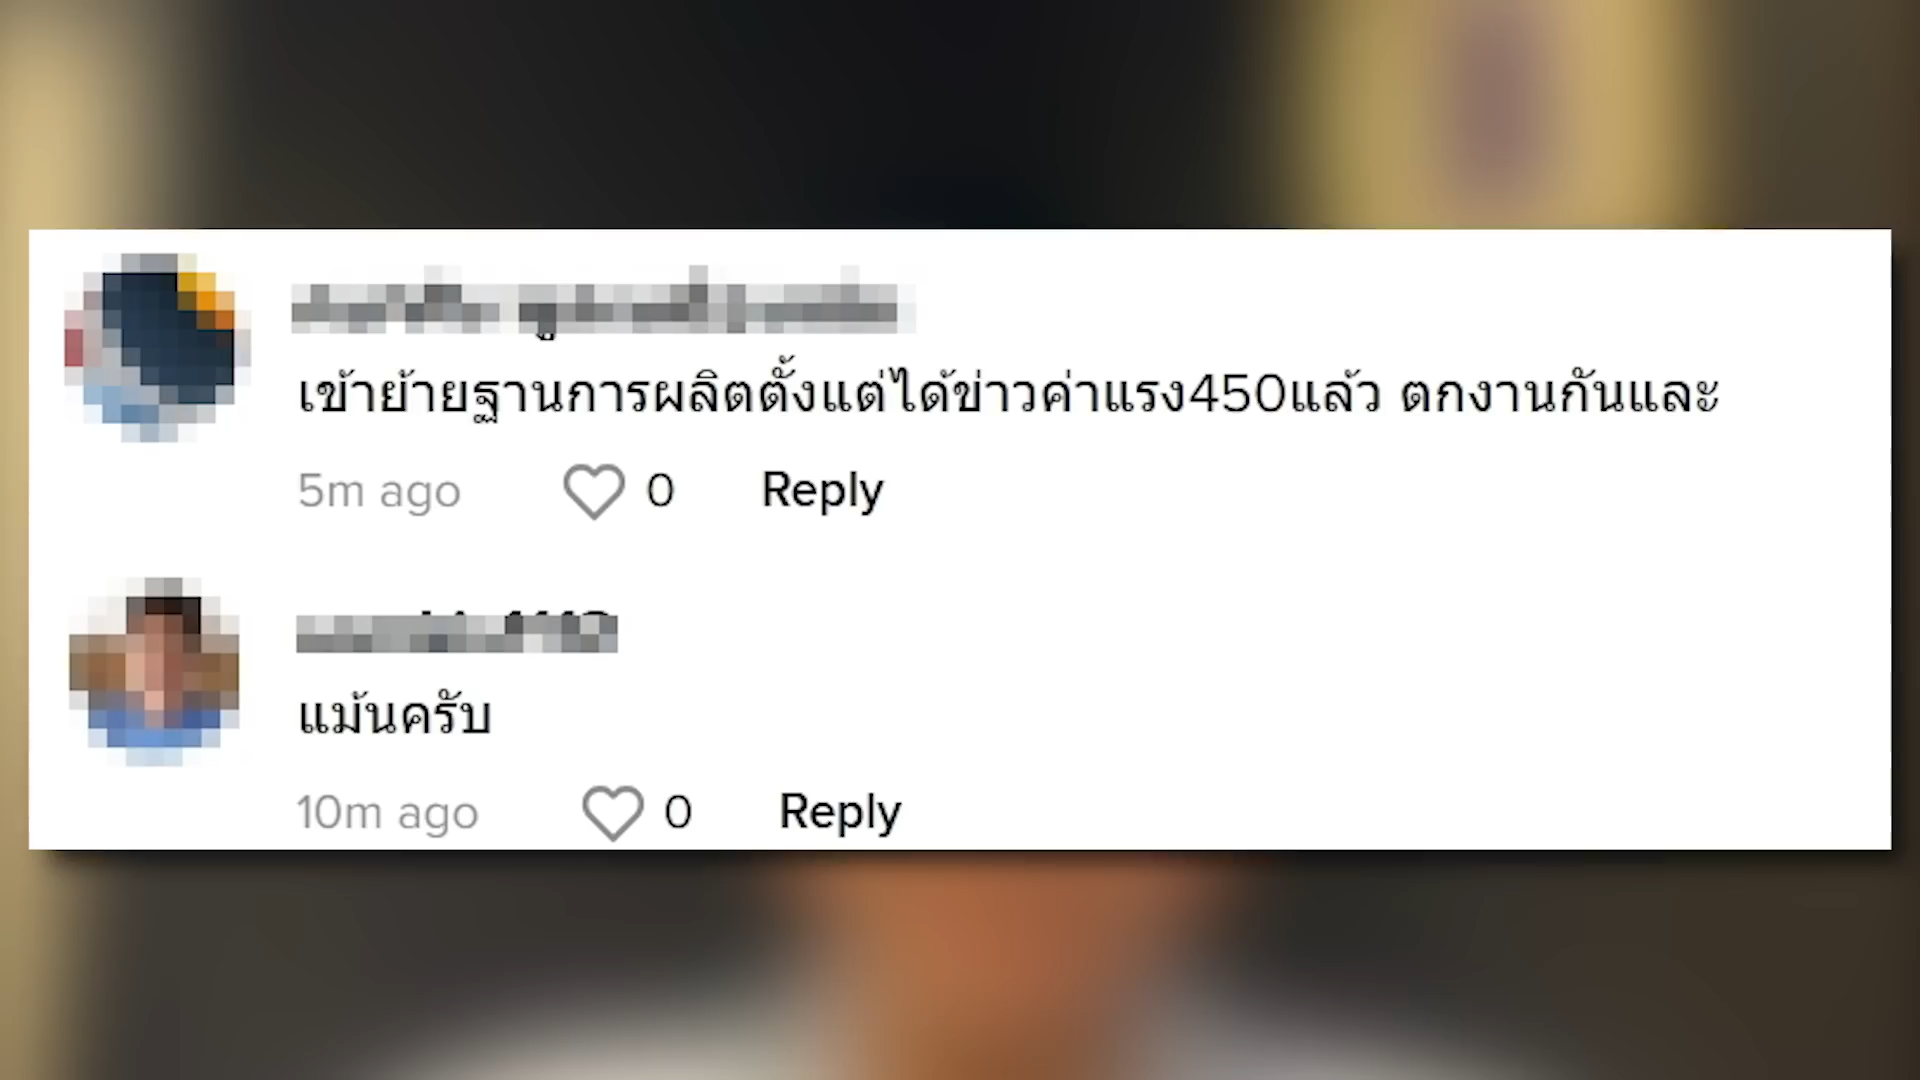 เข้าย้ายฐานการผลิตตั้งแต่ได้ข่าวค่าแรง450แล้ว ตกงานกันและ
5m ago 0 Reply
แม้นครับ
10m ago 0 Reply